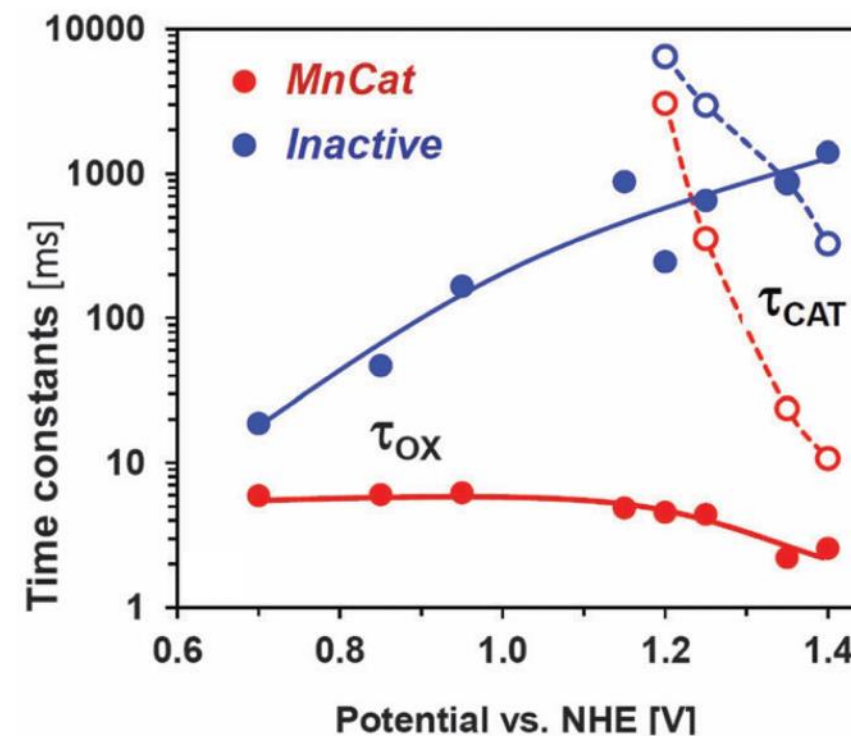 10000
1000
100
10
1
Time constants [ms]
MnCat
Inactive
τCAT
τOX
0.6 0.8 1.0 1.2 1.4
Potential vs. NHE [V]